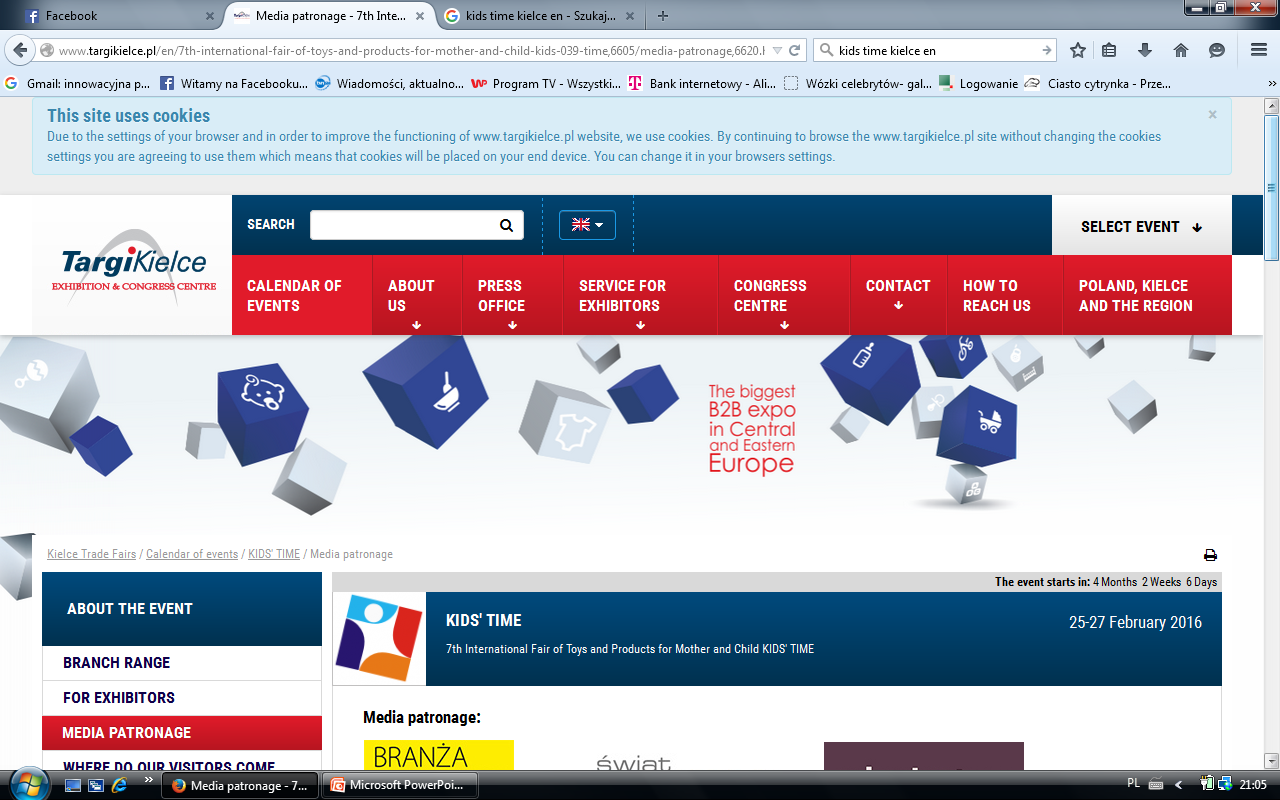 Facebook
Media patronage - 7th Inte...
kids time kielce en - Szukaj...
www.targikielce.pl/en/7th-international-fair-of-toys-and-products-for-mother-and-child-kids-039-time,6605/media-patronage,6620.h
kids time kielce en
Gmail: innowacyjna p...
Witamy na Facebooku...
Wiadomości, aktualno...
Program TV - Wszystki...
Bank internetowy - Ali...
Wózki celebrytów- gal...
Logowanie
Ciasto cytrynka - Prze...
This site uses cookies
Due to the settings of your browser and in order to improve the functioning of www.targikielce.pl website, we use cookies. By continuing to browse the www.targikielce.pl site without changing the cookies
settings you are agreeing to use them which means that cookies will be placed on your end device. You can change it in your browsers settings.
SEARCH
SELECT EVENT
Targi Kielce
EXHIBITION & CONGRESS CENTRE
CALENDAR OF
EVENTS
ABOUT
US
PRESS
OFFICE
SERVICE FOR
EXHIBITORS
CONGRESS
CENTRE
CONTACT
HOW TO
REACH US
POLAND, KIELCE
AND THE REGION
The biggest
B2B expo
in Central
and Eastern
Europe
Kielce Trade Fairs / Calendar of events / KIDS' TIME / Media patronage
The event starts in: 4 Months 2 Weeks 6 Days
ABOUT THE EVENT
BRANCH RANGE
FOR EXHIBITORS
MEDIA PATRONAGE
WHERE DO OUR VISITORS COME
KIDS' TIME
25-27 February 2016
7th International Fair of Toys and Products for Mother and Child KIDS' TIME
Media patronage:
BRANŻA
świat
Media patronage - 7...
Microsoft PowerPoi...
PL
21:05